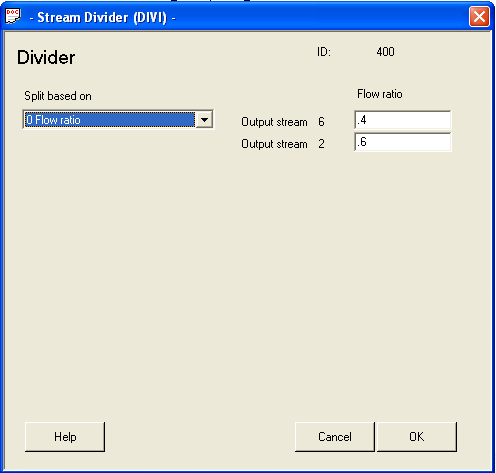 - Stream Divider (DIVI) -
Divider
ID: 400
Split based on
Flow ratio
0 Flow ratio
Output stream 6 .4
Output stream 2 .6
Help
Cancel
OK